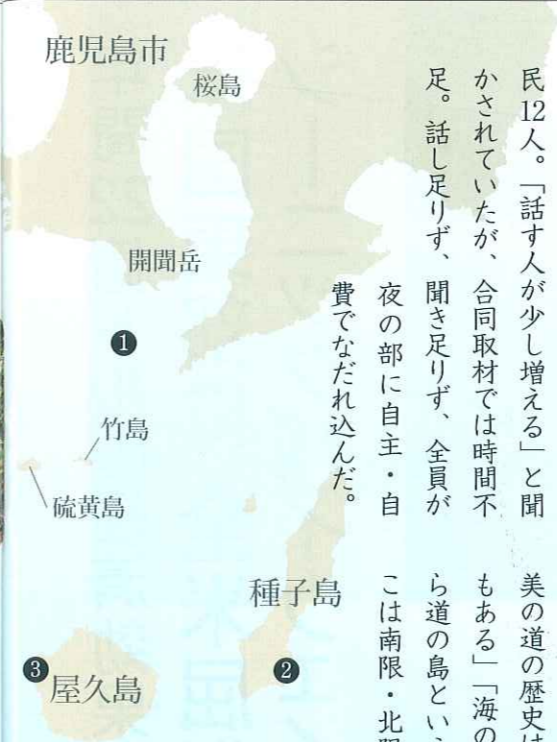 民12人。「話す人が少し増える」と聞
かされていたが、合同取材では時間不
足。話し足りず、聞き足りず、全員が
夜の部に自主・自
費でなだれ込んだ。
美の道の歴史は
もある」「海の
ら道の島とい
こは南限・北限
鹿児島市
桜島
開聞岳
❶
竹島
硫黄島
種子島
❷
❸
屋久島